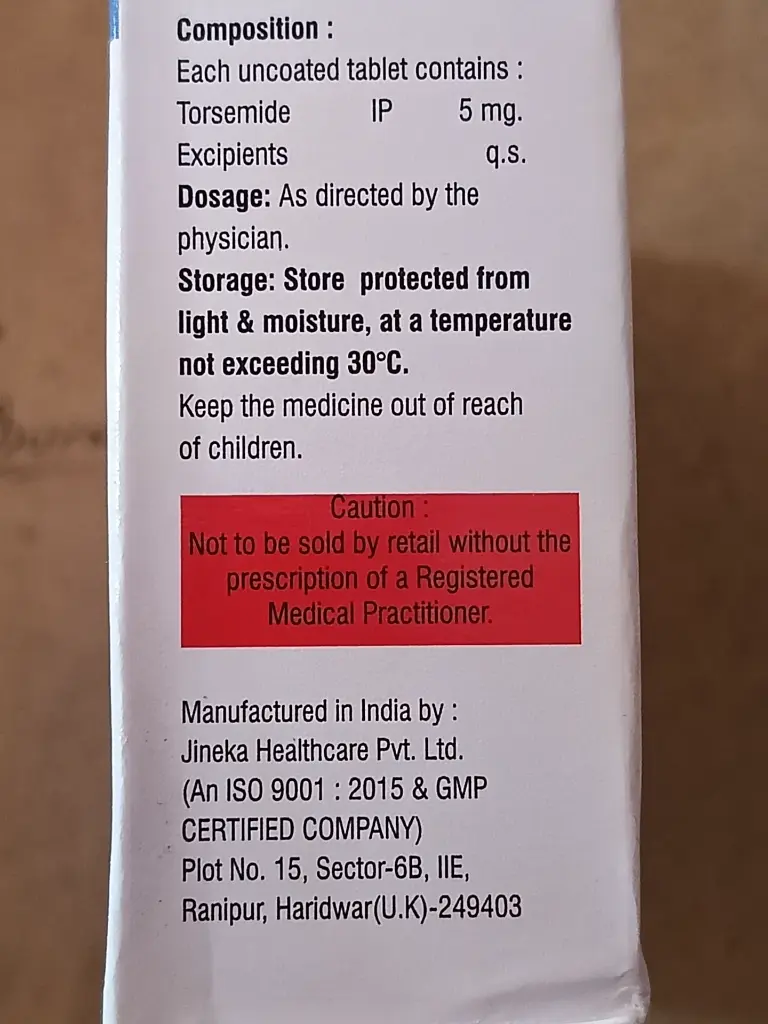 Composition :
Each uncoated tablet contains :
Torsemide IP 5 mg.
Excipients q.s.
Dosage: As directed by the
physician.
Storage: Store protected from
light & moisture, at a temperature
not exceeding 30°C.
Keep the medicine out of reach
of children.
Caution :
Not to be sold by retail without the
prescription of a Registered
Medical Practitioner.
Manufactured in India by :
Jineka Healthcare Pvt. Ltd.
(An ISO 9001 : 2015 & GMP
CERTIFIED COMPANY)
Plot No. 15, Sector-6B, IIE,
Ranipur, Haridwar(U.K)-249403